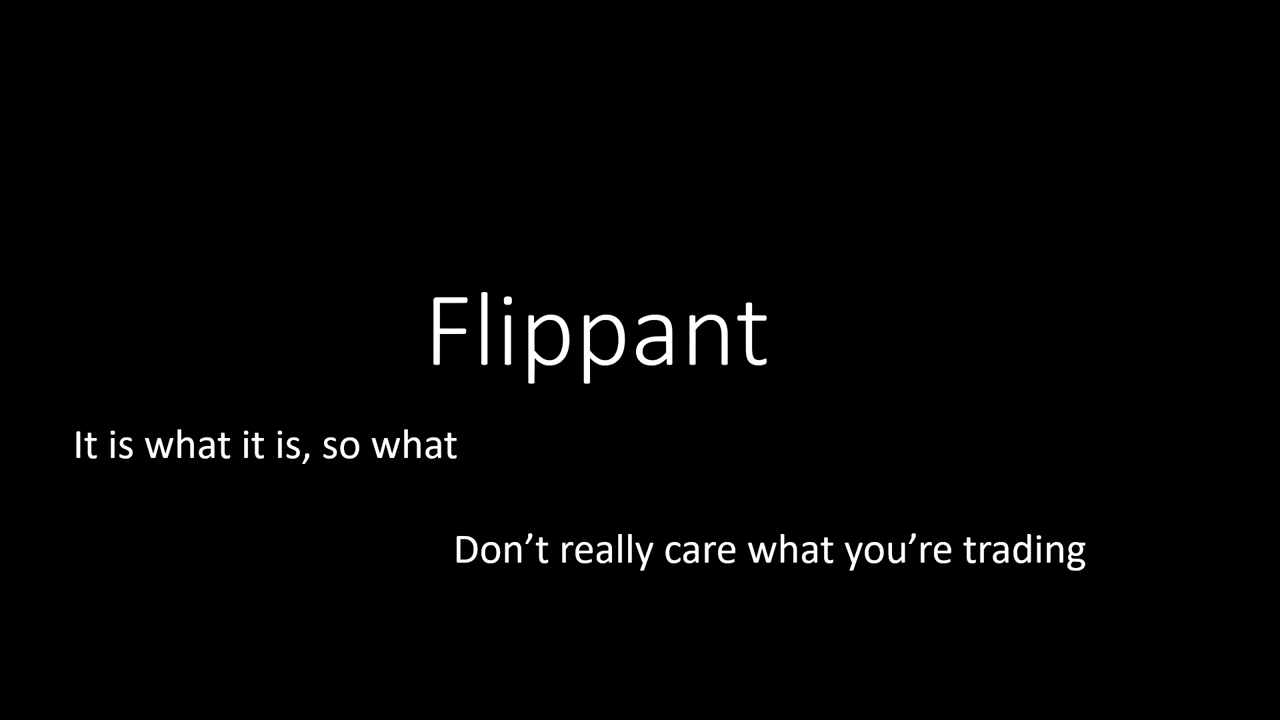 Flippant
It is what it is, so what
Don’t really care what you’re trading